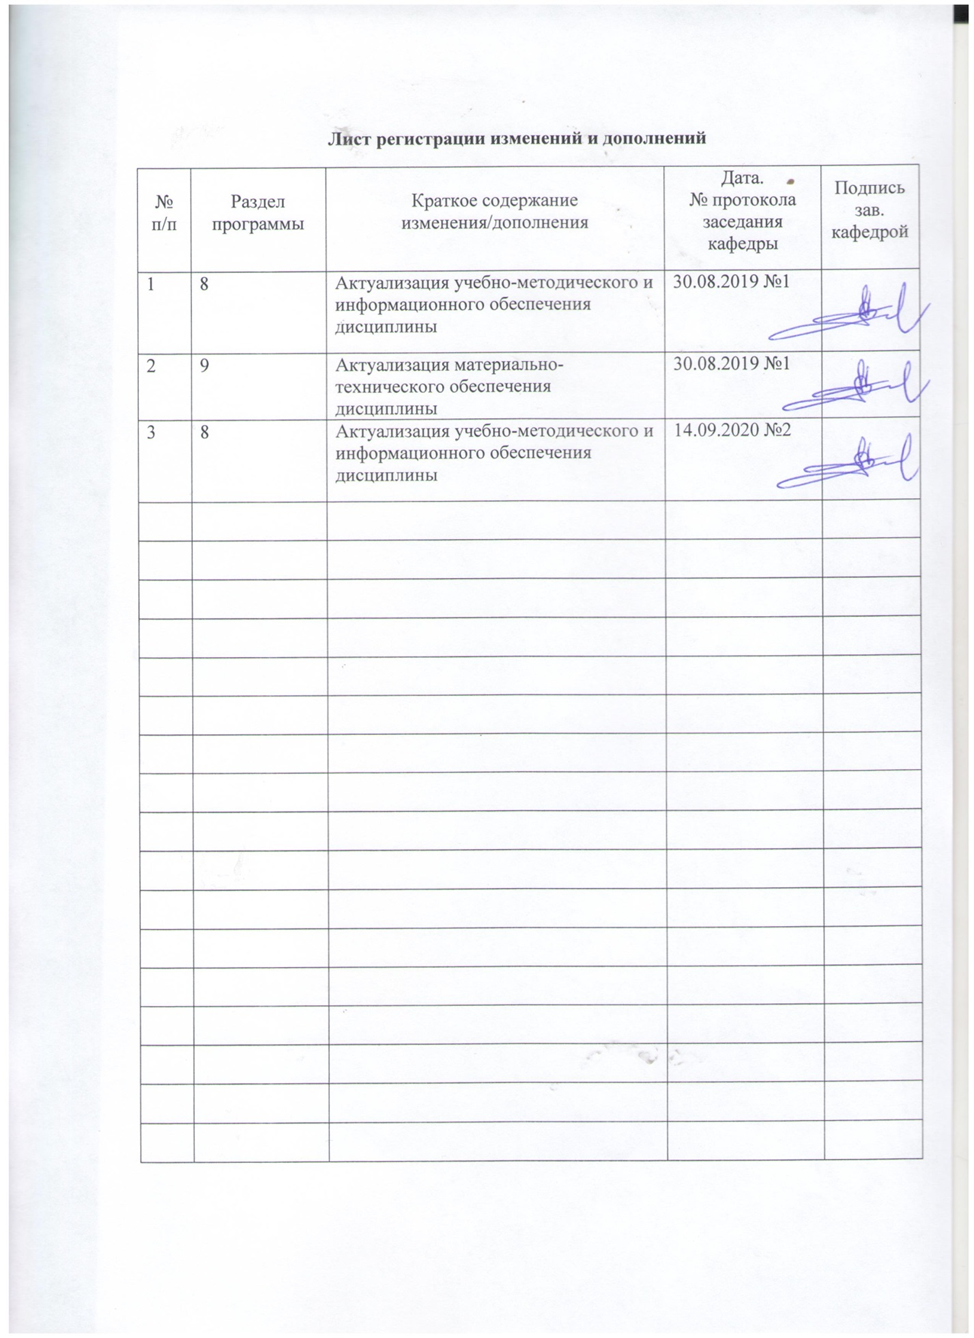 Лист регистрации изменений и дополнений
№
п/п
Раздел
программы
Краткое содержание
изменения/дополнения
Дата.
№ протокола
заседания
кафедры
Подпись
зав.
кафедрой
1
8
Актуализация учебно-методического и
информационного обеспечения
дисциплины
30.08.2019 №1
2
9
Актуализация материально-
технического обеспечения
дисциплины
30.08.2019 №1
3
8
Актуализация учебно-методического и
информационного обеспечения
дисциплины
14.09.2020 №2